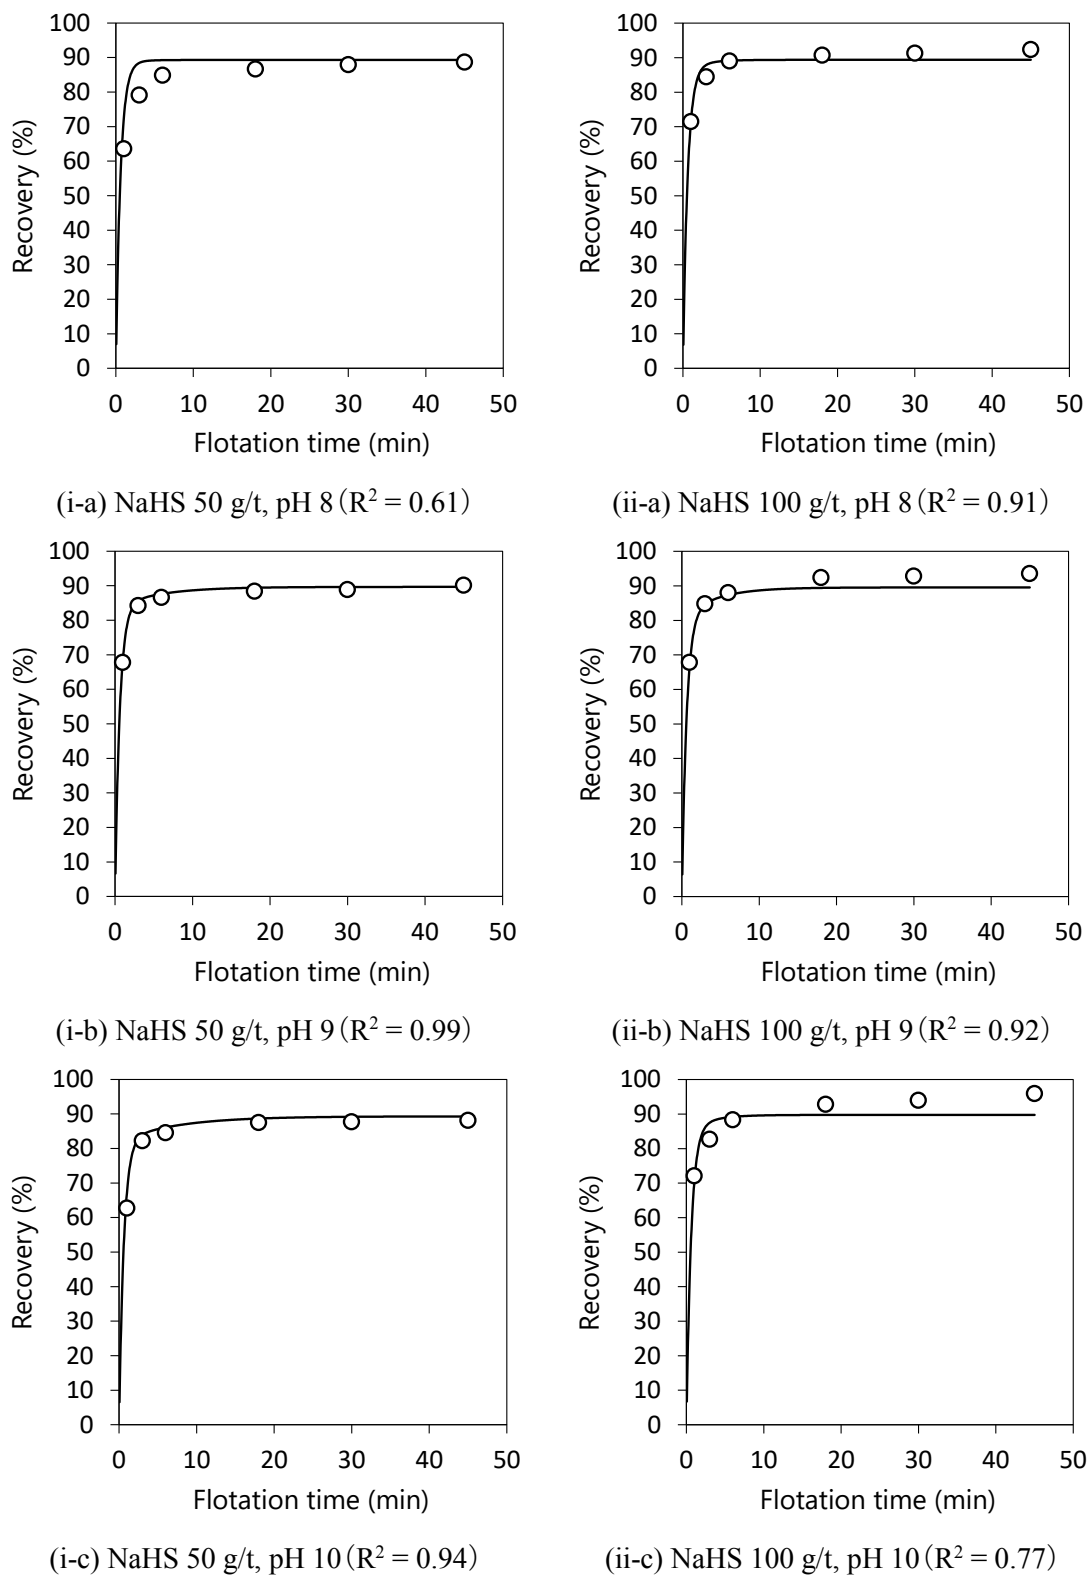 100
90
80
70
60
50
40
30
20
10
0
Recovery (%)
0 10 20 30 40 50
Flotation time (min)
(i-a) NaHS 50 g/t, pH 8(R² = 0.61)
100
90
80
70
60
50
40
30
20
10
0
Recovery (%)
0 10 20 30 40 50
Flotation time (min)
(ii-a) NaHS 100 g/t, pH 8(R² = 0.91)
100
90
80
70
60
50
40
30
20
10
0
Recovery (%)
0 10 20 30 40 50
Flotation time (min)
(i-b) NaHS 50 g/t, pH 9(R² = 0.99)
100
90
80
70
60
50
40
30
20
10
0
Recovery (%)
0 10 20 30 40 50
Flotation time (min)
(ii-b) NaHS 100 g/t, pH 9(R² = 0.92)
100
90
80
70
60
50
40
30
20
10
0
Recovery (%)
0 10 20 30 40 50
Flotation time (min)
(i-c) NaHS 50 g/t, pH 10(R² = 0.94)
100
90
80
70
60
50
40
30
20
10
0
Recovery (%)
0 10 20 30 40 50
Flotation time (min)
(ii-c) NaHS 100 g/t, pH 10(R² = 0.77)